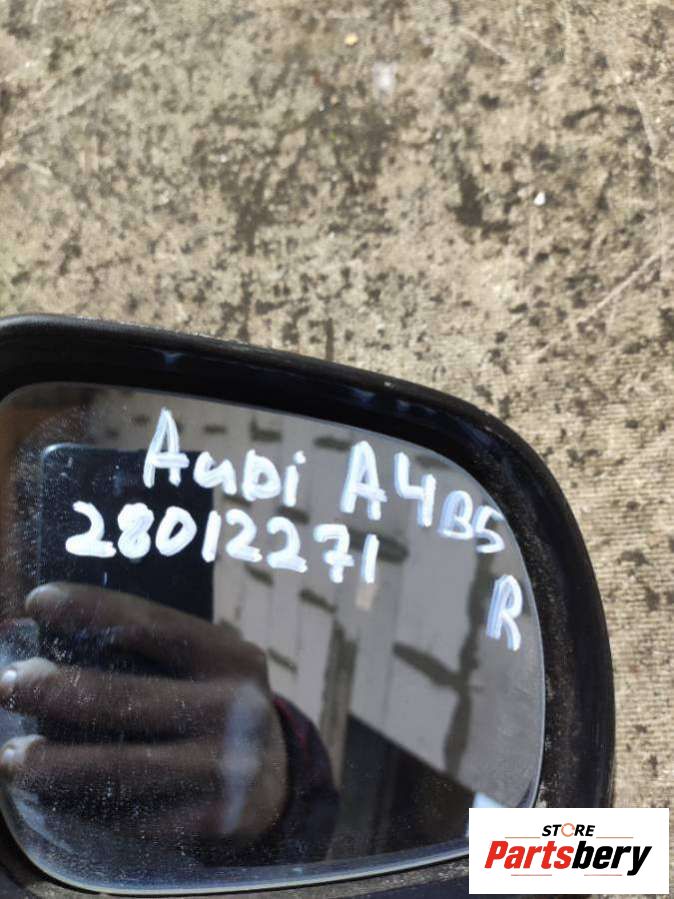 Audi A4B5
28012271
R
STORE
Partsbery